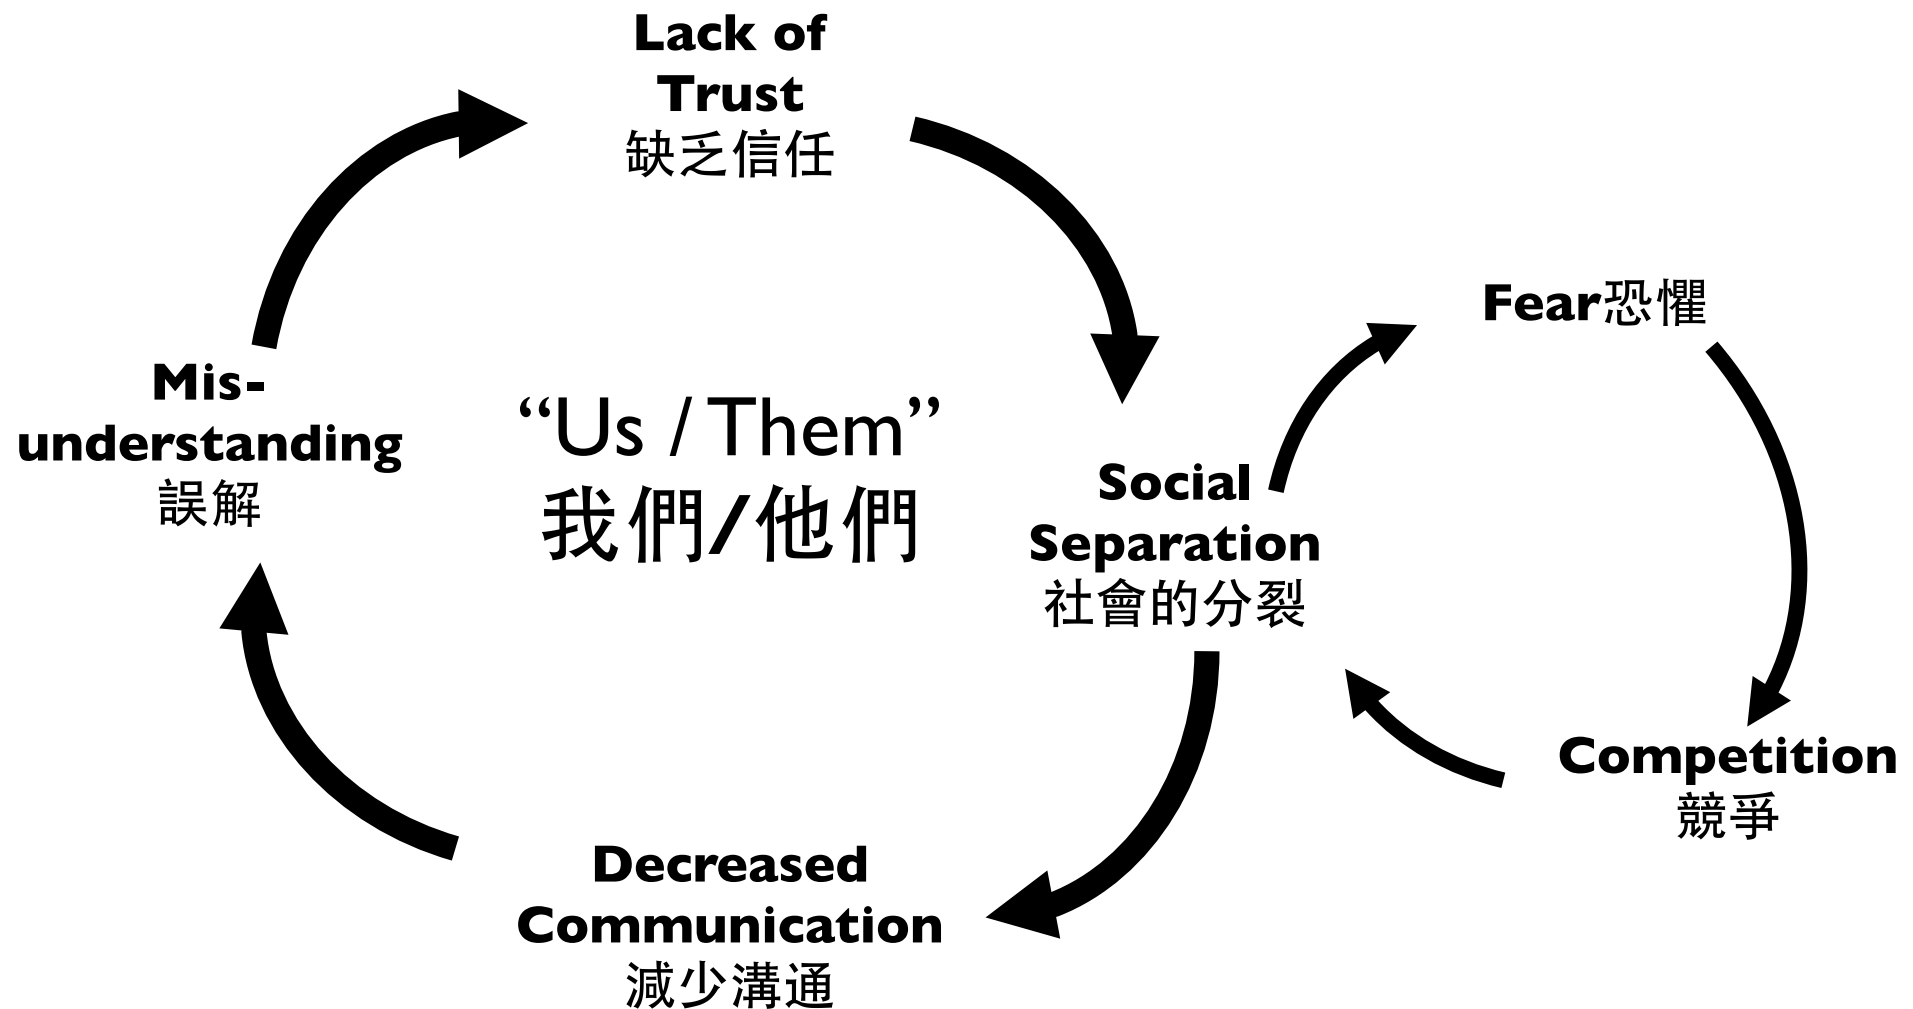 Lack of
Trust
缺乏信任
Fear恐懼
Mis-
understanding
誤解
“Us / Them”
我們/他們
Social
Separation
社會的分裂
Competition
競爭
Decreased
Communication
減少溝通